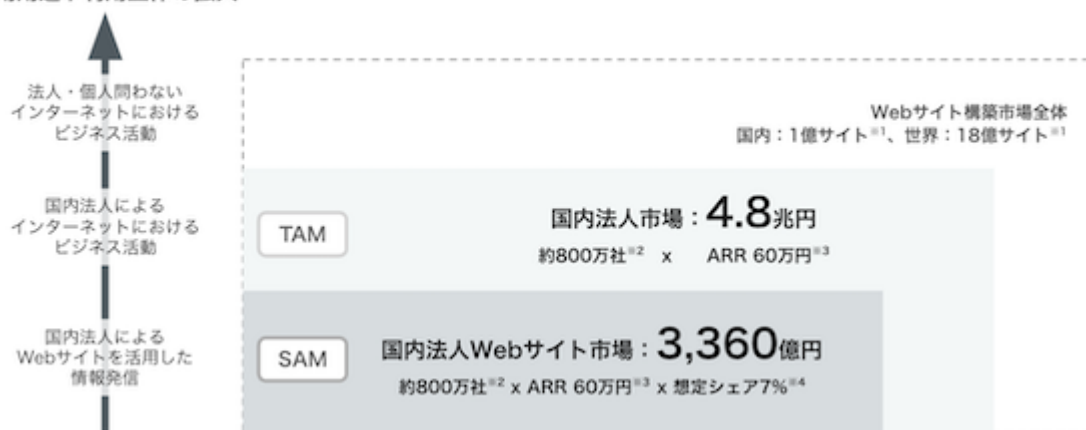 法人・個人問わない
インターネットにおける
ビジネス活動
Webサイト構築市場全体
国内：1億サイト※1、世界：18億サイト※1
国内法人による
インターネットにおける
ビジネス活動
TAM
国内法人市場：4.8兆円
約800万社※2 x ARR 60万円※3
国内法人による
Webサイトを活用した
情報発信
SAM
国内法人Webサイト市場：3,360億円
約800万社※2 x ARR 60万円※3 x 想定シェア7%※4